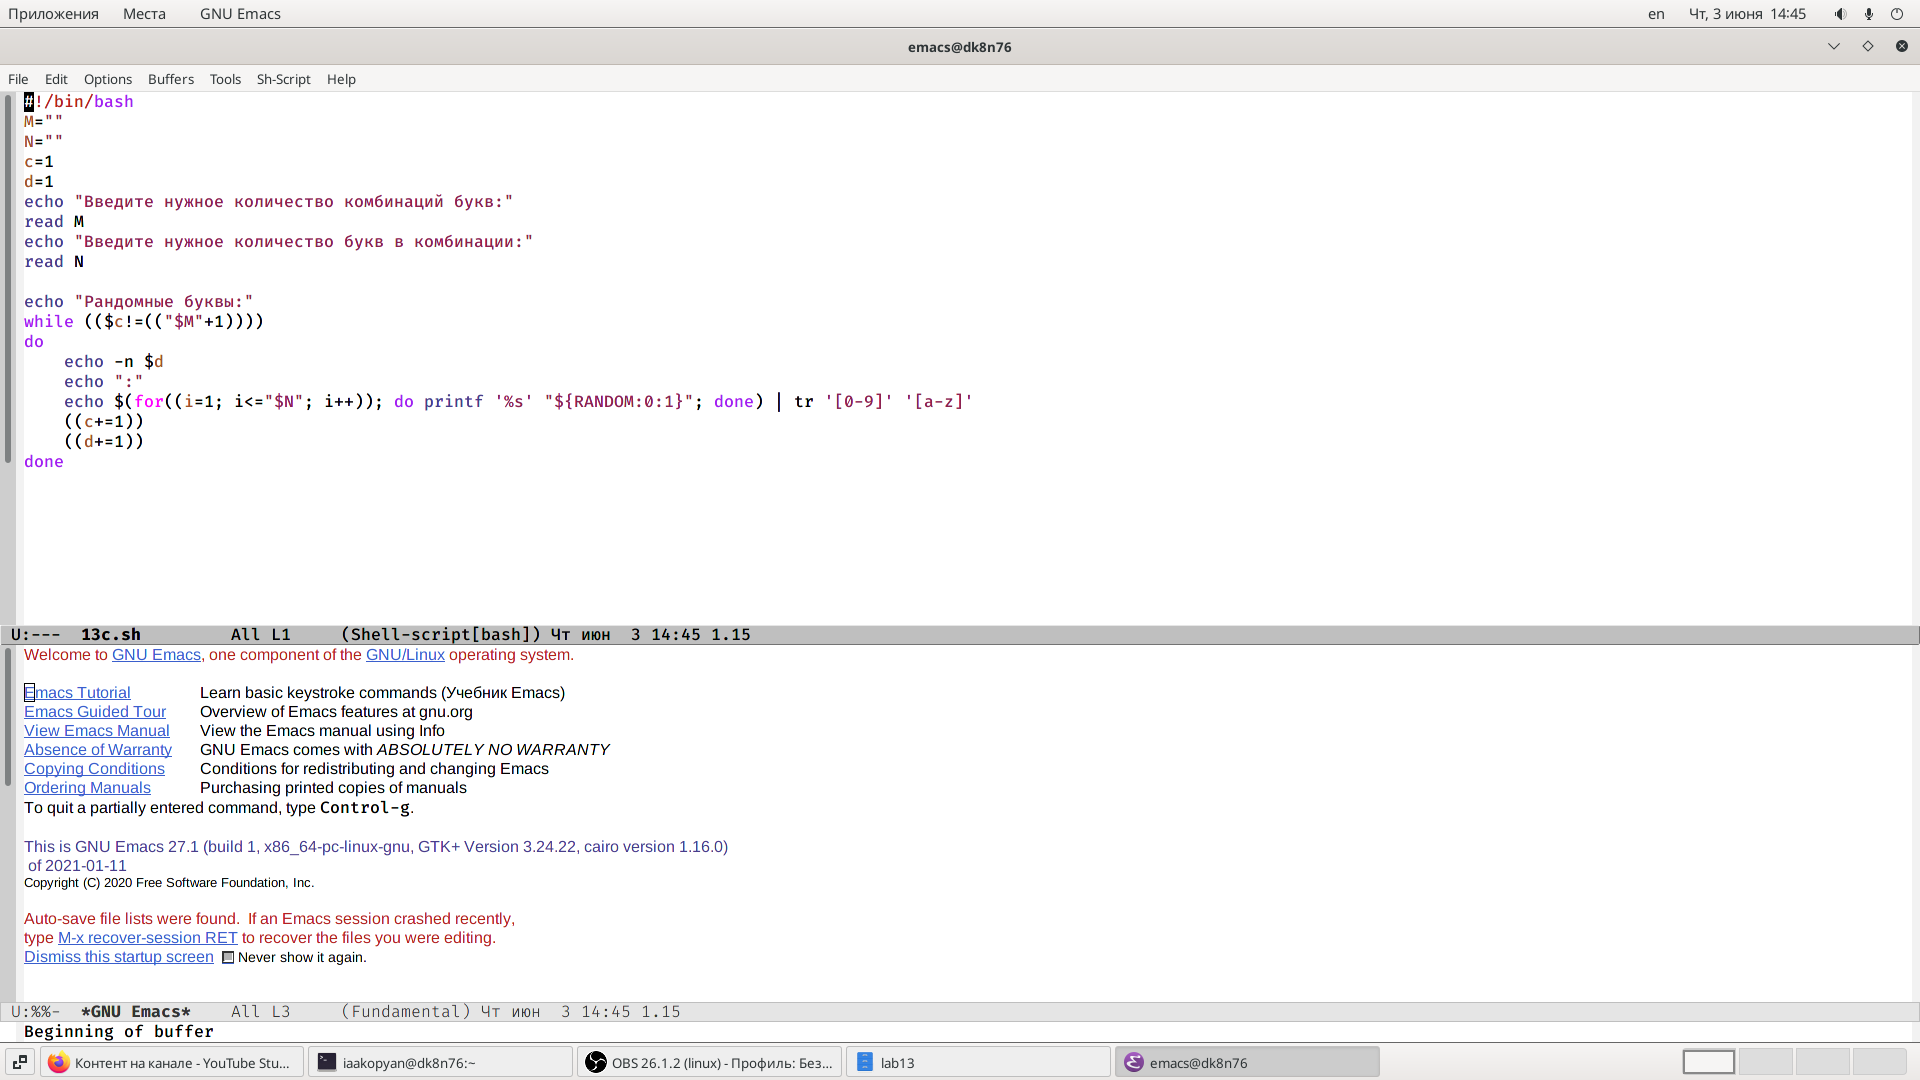 Приложения Места GNU Emacs en Чт, 3 июня 14:45
emacs@dk8n76
File Edit Options Buffers Tools Sh-Script Help
#!/bin/bash
M=""
N=""
c=1
d=1
echo "Введите нужное количество комбинаций букв:"
read M
echo "Введите нужное количество букв в комбинации:"
read N
echo "Рандомные буквы:"
while (($c!=(("$M"+1))))
do
    echo -n $d
    echo ":"
    echo $(for((i=1; i<="$N"; i++)); do printf '%s' "${RANDOM:0:1}"; done) | tr '[0-9]' '[a-z]'
    ((c+=1))
    ((d+=1))
done
U:--- 13c.sh All L1 (Shell-script[bash]) Чт июн 3 14:45 1.15
Welcome to GNU Emacs, one component of the GNU/Linux operating system.
Emacs Tutorial Learn basic keystroke commands (Учебник Emacs)
Emacs Guided Tour Overview of Emacs features at gnu.org
View Emacs Manual View the Emacs manual using Info
Absence of Warranty GNU Emacs comes with ABSOLUTELY NO WARRANTY
Copying Conditions Conditions for redistributing and changing Emacs
Ordering Manuals Purchasing printed copies of manuals
To quit a partially entered command, type Control-g.
This is GNU Emacs 27.1 (build 1, x86_64-pc-linux-gnu, GTK+ Version 3.24.22, cairo version 1.16.0)
of 2021-01-11
Copyright (C) 2020 Free Software Foundation, Inc.
Auto-save file lists were found. If an Emacs session crashed recently,
type M-x recover-session RET to recover the files you were editing.
Dismiss this startup screen Never show it again.
U:%%- *GNU Emacs* All L3 (Fundamental) Чт июн 3 14:45 1.15
Beginning of buffer
Контент на канале - YouTube Stu... iaakopyan@dk8n76:~ OBS 26.1.2 (linux) - Профиль: Без... lab13 emacs@dk8n76